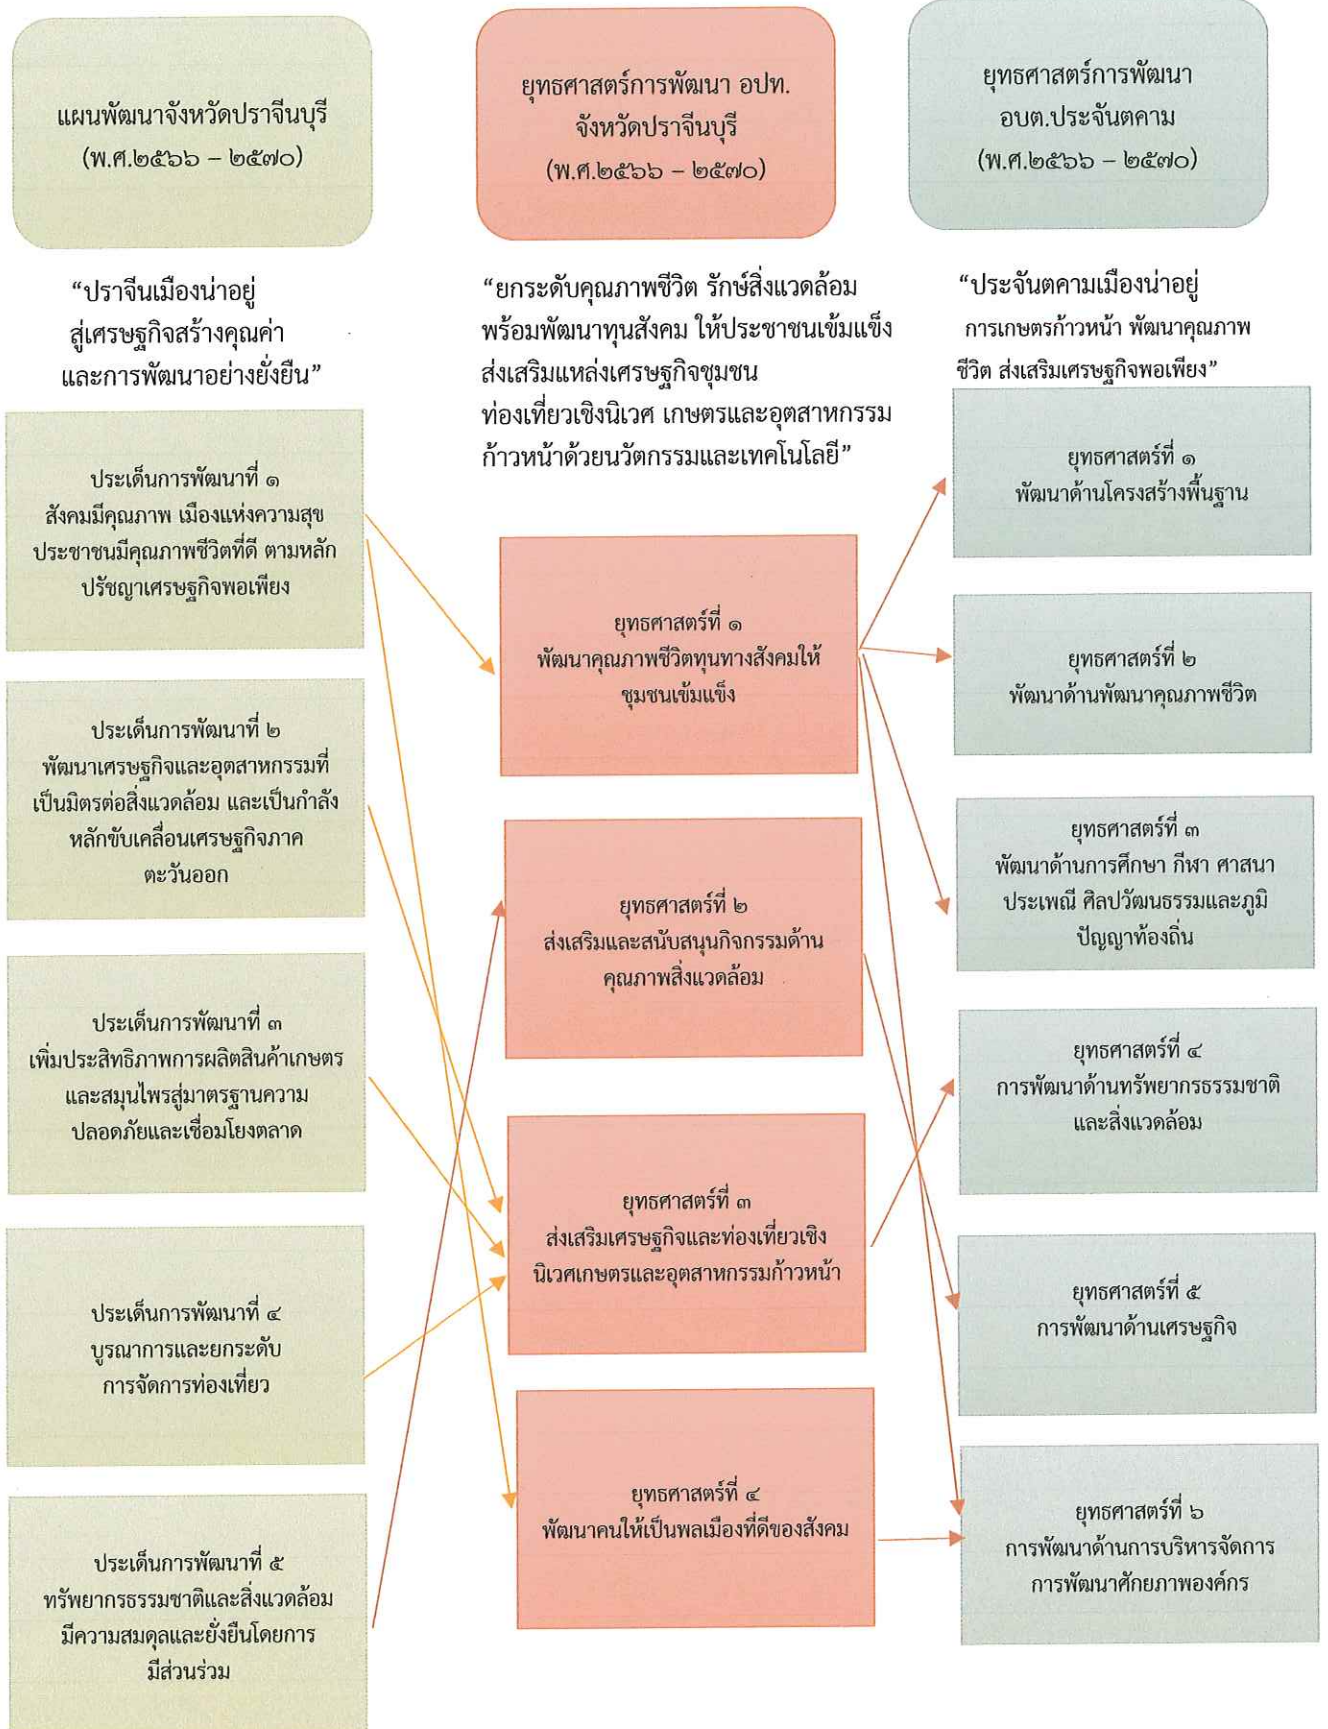 แผนพัฒนาจังหวัดปราจีนบุรี
(พ.ศ.๒๕๖๖ – ๒๕๗๐)
"ปราจีนเมืองน่าอยู่
สู่เศรษฐกิจสร้างคุณค่า
และการพัฒนาอย่างยั่งยืน"
ประเด็นการพัฒนาที่ ๑
สังคมมีคุณภาพ เมืองแห่งความสุข
ประชาชนมีคุณภาพชีวิตที่ดี ตามหลัก
ปรัชญาเศรษฐกิจพอเพียง
ประเด็นการพัฒนาที่ ๒
พัฒนาเศรษฐกิจและอุตสาหกรรมที่
เป็นมิตรต่อสิ่งแวดล้อม และเป็นกำลัง
หลักขับเคลื่อนเศรษฐกิจภาค
ตะวันออก
ประเด็นการพัฒนาที่ ๓
เพิ่มประสิทธิภาพการผลิตสินค้าเกษตร
และสมุนไพรสู่มาตรฐานความ
ปลอดภัยและเชื่อมโยงตลาด
ประเด็นการพัฒนาที่ ๔
บูรณาการและยกระดับ
การจัดการท่องเที่ยว
ประเด็นการพัฒนาที่ ๕
ทรัพยากรธรรมชาติและสิ่งแวดล้อม
มีความสมดุลและยั่งยืนโดยการ
มีส่วนร่วม
ยุทธศาสตร์การพัฒนา อปท.
จังหวัดปราจีนบุรี
(พ.ศ.๒๕๖๖ – ๒๕๗๐)
"ยกระดับคุณภาพชีวิต รักษ์สิ่งแวดล้อม
พร้อมพัฒนาทุนสังคม ให้ประชาชนเข้มแข็ง
ส่งเสริมแหล่งเศรษฐกิจชุมชน
ท่องเที่ยวเชิงนิเวศ เกษตรและอุตสาหกรรม
ก้าวหน้าด้วยนวัตกรรมและเทคโนโลยี"
ยุทธศาสตร์ที่ ๑
พัฒนาคุณภาพชีวิตทุนทางสังคมให้
ชุมชนเข้มแข็ง
ยุทธศาสตร์ที่ ๒
ส่งเสริมและสนับสนุนกิจกรรมด้าน
คุณภาพสิ่งแวดล้อม
ยุทธศาสตร์ที่ ๓
ส่งเสริมเศรษฐกิจและท่องเที่ยวเชิง
นิเวศเกษตรและอุตสาหกรรมก้าวหน้า
ยุทธศาสตร์ที่ ๔
พัฒนาคนให้เป็นพลเมืองที่ดีของสังคม
ยุทธศาสตร์การพัฒนา
อบต.ประจันตคาม
(พ.ศ.๒๕๖๖ – ๒๕๗๐)
"ประจันตคามเมืองน่าอยู่
การเกษตรก้าวหน้า พัฒนาคุณภาพ
ชีวิต ส่งเสริมเศรษฐกิจพอเพียง"
ยุทธศาสตร์ที่ ๑
พัฒนาด้านโครงสร้างพื้นฐาน
ยุทธศาสตร์ที่ ๒
พัฒนาด้านพัฒนาคุณภาพชีวิต
ยุทธศาสตร์ที่ ๓
พัฒนาด้านการศึกษา กีฬา ศาสนา
ประเพณี ศิลปวัฒนธรรมและภูมิ
ปัญญาท้องถิ่น
ยุทธศาสตร์ที่ ๔
การพัฒนาด้านทรัพยากรธรรมชาติ
และสิ่งแวดล้อม
ยุทธศาสตร์ที่ ๕
การพัฒนาด้านเศรษฐกิจ
ยุทธศาสตร์ที่ ๖
การพัฒนาด้านการบริหารจัดการ
การพัฒนาศักยภาพองค์กร